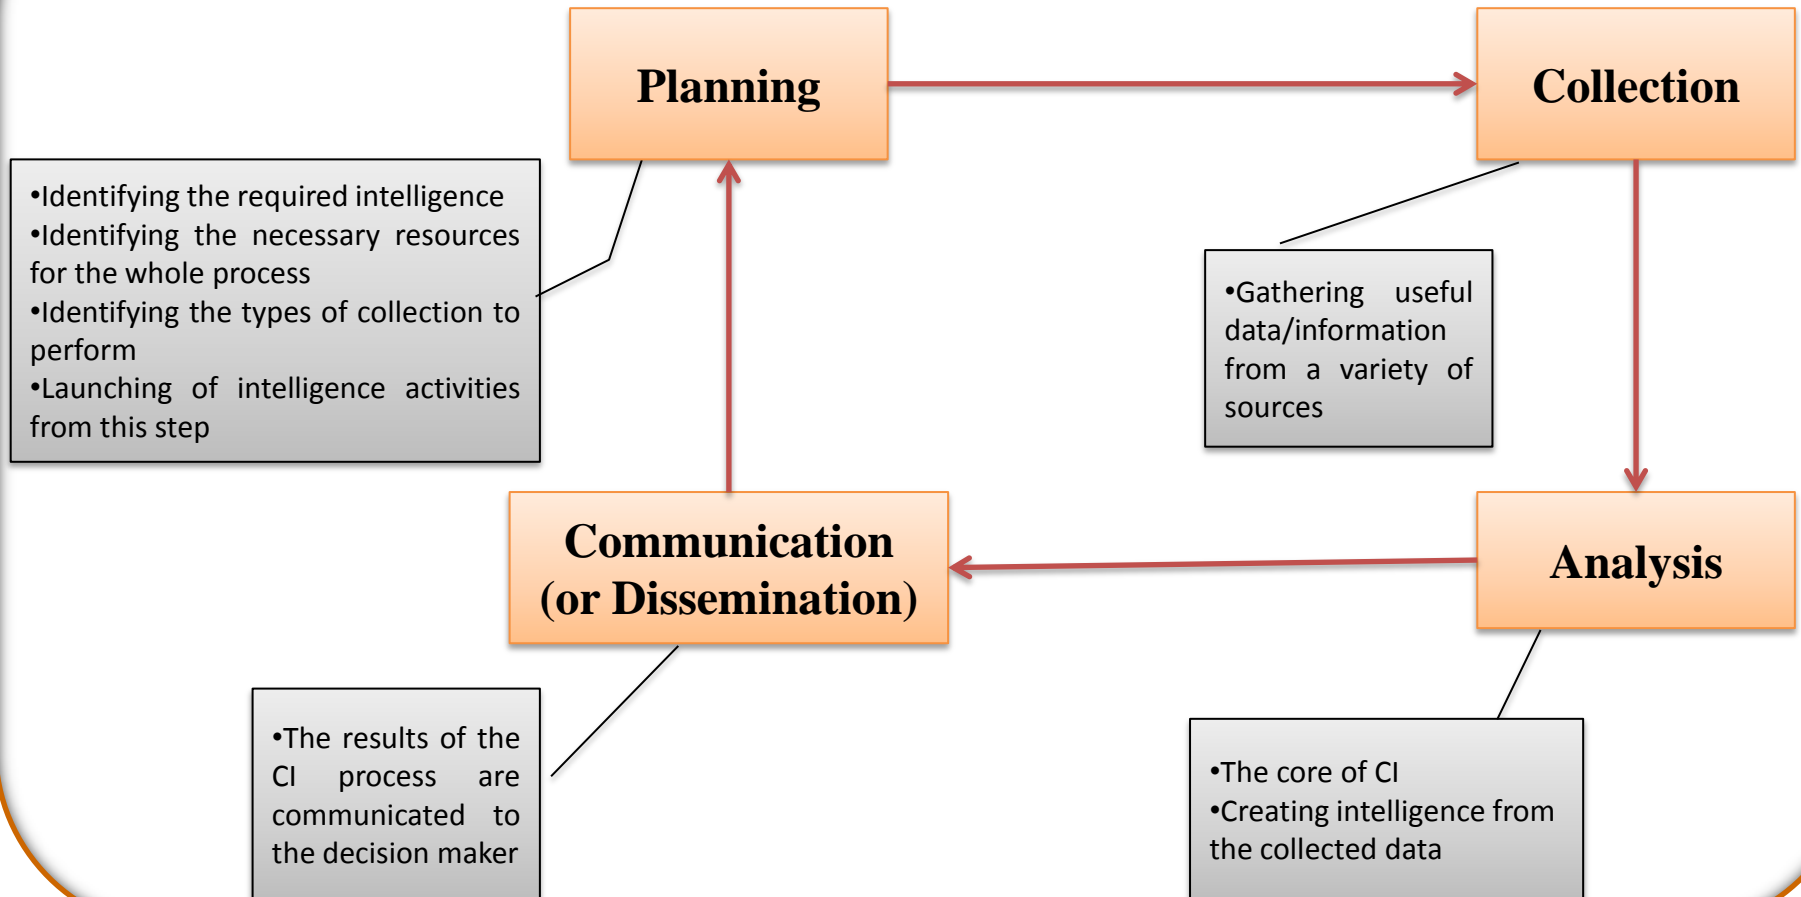 Planning
Collection
•Identifying the required intelligence
•Identifying the necessary resources
for the whole process
•Identifying the types of collection to
perform
•Launching of intelligence activities
from this step
•Gathering useful
data/information
from a variety of
sources
Communication
(or Dissemination)
Analysis
•The results of the
CI process are
communicated to
the decision maker
•The core of CI
•Creating intelligence from
the collected data